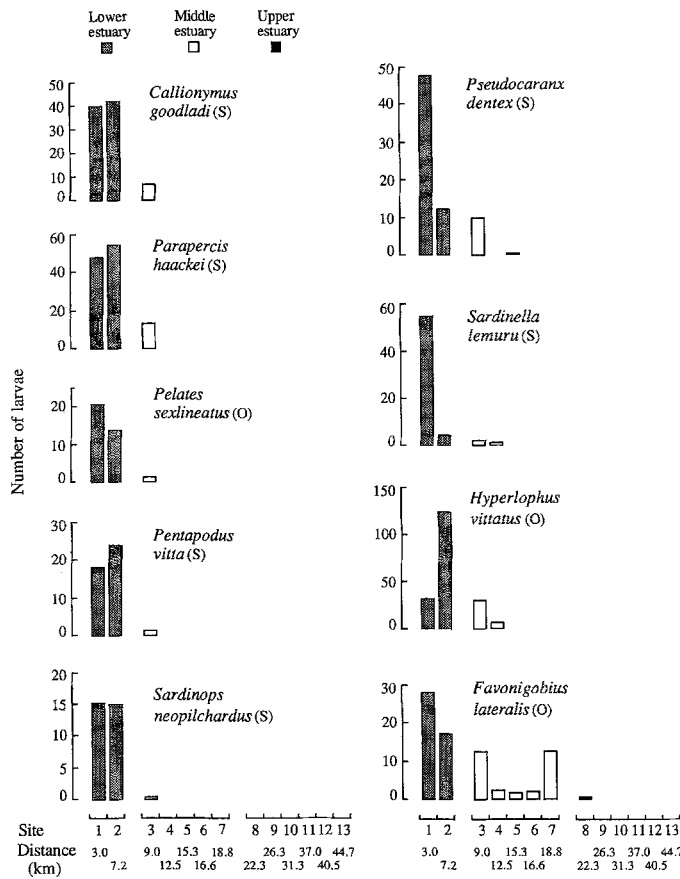 Lower estuary
Middle estuary
Upper estuary
Number of larvae
50
40
30
20
10
0
Callionymus
goodladi (S)
60
40
20
0
Parapercis
haackei (S)
20
10
0
Pelates
sexlineatus (O)
30
20
10
0
Pentapodus
vitta (S)
20
15
10
5
0
Sardinops
neopilchardus (S)
50
40
30
20
10
0
Pseudocaranx
dentex (S)
60
40
20
0
Sardinella
lemuru (S)
150
100
50
0
Hyperlophus
vittatus (O)
30
20
10
0
Favonigobius
lateralis (O)
Site 1 2 3 4 5 6 7 8 9 10 11 12 13 1 2 3 4 5 6 7 8 9 10 11 12 13
Distance 3.0 9.0 15.3 18.8 26.3 37.0 44.7 3.0 9.0 15.3 18.8 26.3 37.0 44.7
(km) 7.2 12.5 16.6 22.3 31.3 40.5 7.2 12.5 16.6 22.3 31.3 40.5